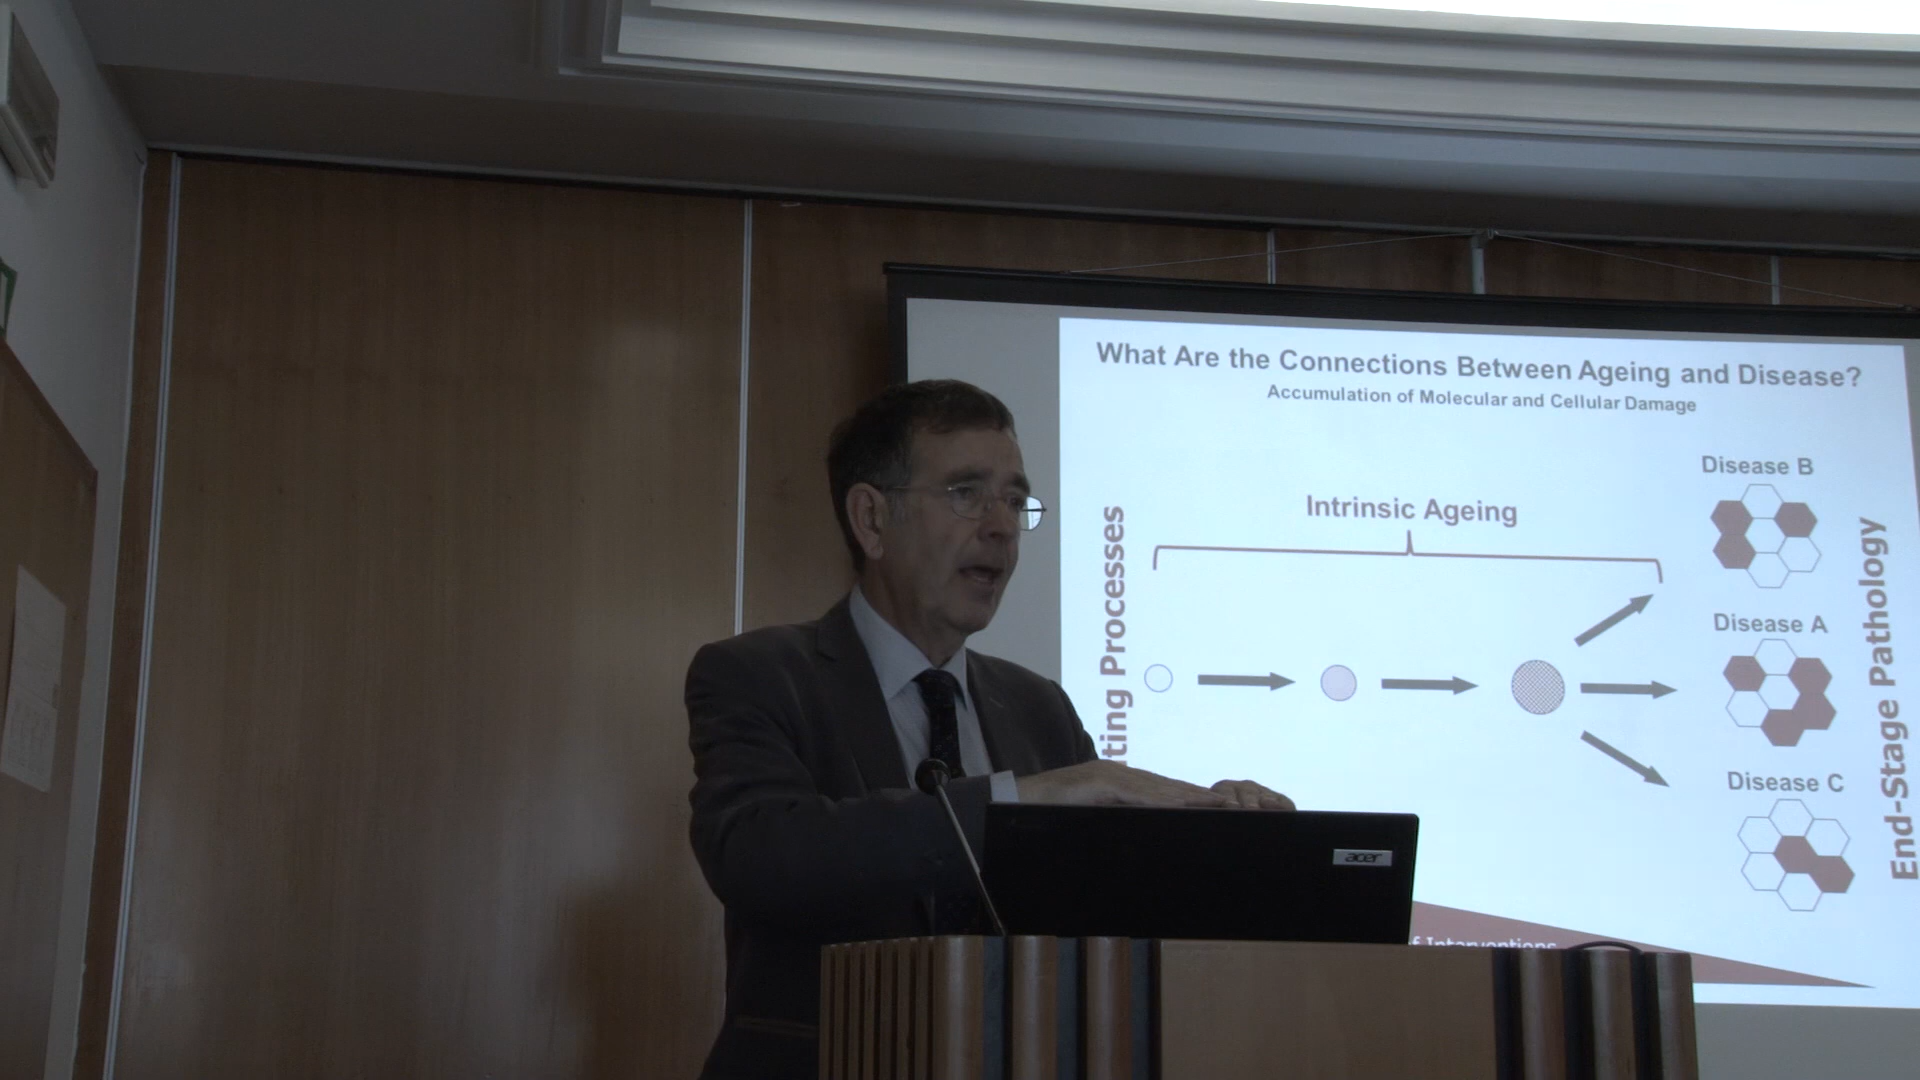 What Are the Connections Between Ageing and Disease?
Accumulation of Molecular and Cellular Damage
Disease B
Intrinsic Ageing
Processes
Disease A
End-Stage Pathology
Disease C
acer